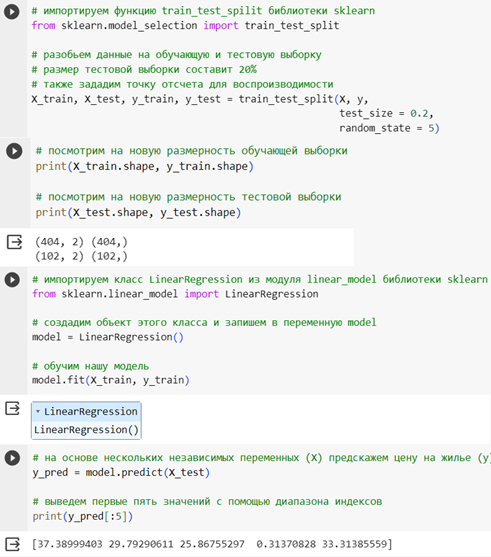 # импортируем функцию train_test_spilit библиотеки sklearn
from sklearn.model_selection import train_test_split
# разобьем данные на обучающую и тестовую выборку
# размер тестовой выборки составит 20%
# также зададим точку отсчета для воспроизводимости
X_train, X_test, y_train, y_test = train_test_split(X, y,
test_size = 0.2,
random_state = 5)
# посмотрим на новую размерность обучающей выборки
print(X_train.shape, y_train.shape)
# посмотрим на новую размерность тестовой выборки
print(X_test.shape, y_test.shape)
(404, 2) (404,)
(102, 2) (102,)
# импортируем класс LinearRegression из модуля linear_model библиотеки sklearn
from sklearn.linear_model import LinearRegression
# создадим объект этого класса и запишем в переменную model
model = LinearRegression()
# обучим нашу модель
model.fit(X_train, y_train)
▾ LinearRegression
LinearRegression()
# на основе нескольких независимых переменных (X) предскажем цену на жилье (y)
y_pred = model.predict(X_test)
# выведем первые пять значений с помощью диапазона индексов
print(y_pred[:5])
[37.38999403 29.79290611 25.86755297 0.31370828 33.31385559]